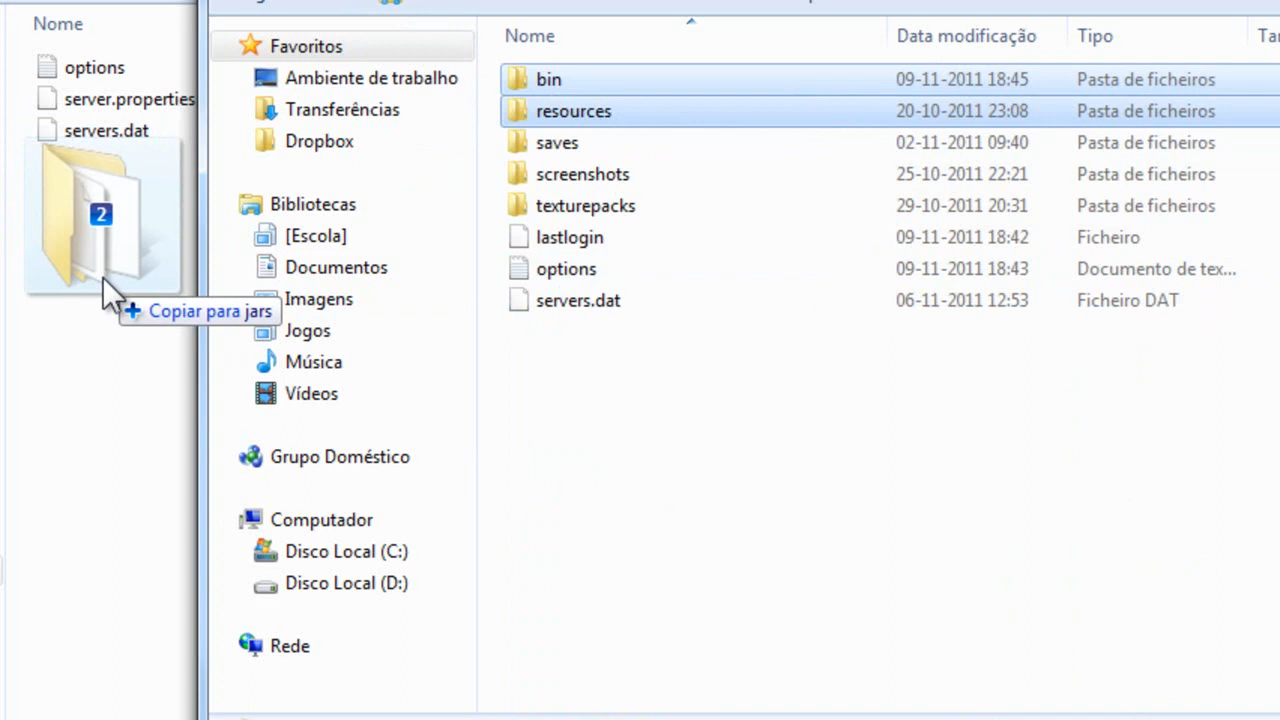 Nome
options
server.properties
servers.dat
2
Copiar para jars
Favoritos
Ambiente de trabalho
Transferências
Dropbox
Bibliotecas
[Escola]
Documentos
Imagens
Jogos
Música
Vídeos
Grupo Doméstico
Computador
Disco Local (C:)
Disco Local (D:)
Rede
Nome Data modificação Tipo
bin 09-11-2011 18:45 Pasta de ficheiros
resources 20-10-2011 23:08 Pasta de ficheiros
saves 02-11-2011 09:40 Pasta de ficheiros
screenshots 25-10-2011 22:21 Pasta de ficheiros
texturepacks 29-10-2011 20:31 Pasta de ficheiros
lastlogin 09-11-2011 18:42 Ficheiro
options 09-11-2011 18:43 Documento de tex...
servers.dat 06-11-2011 12:53 Ficheiro DAT